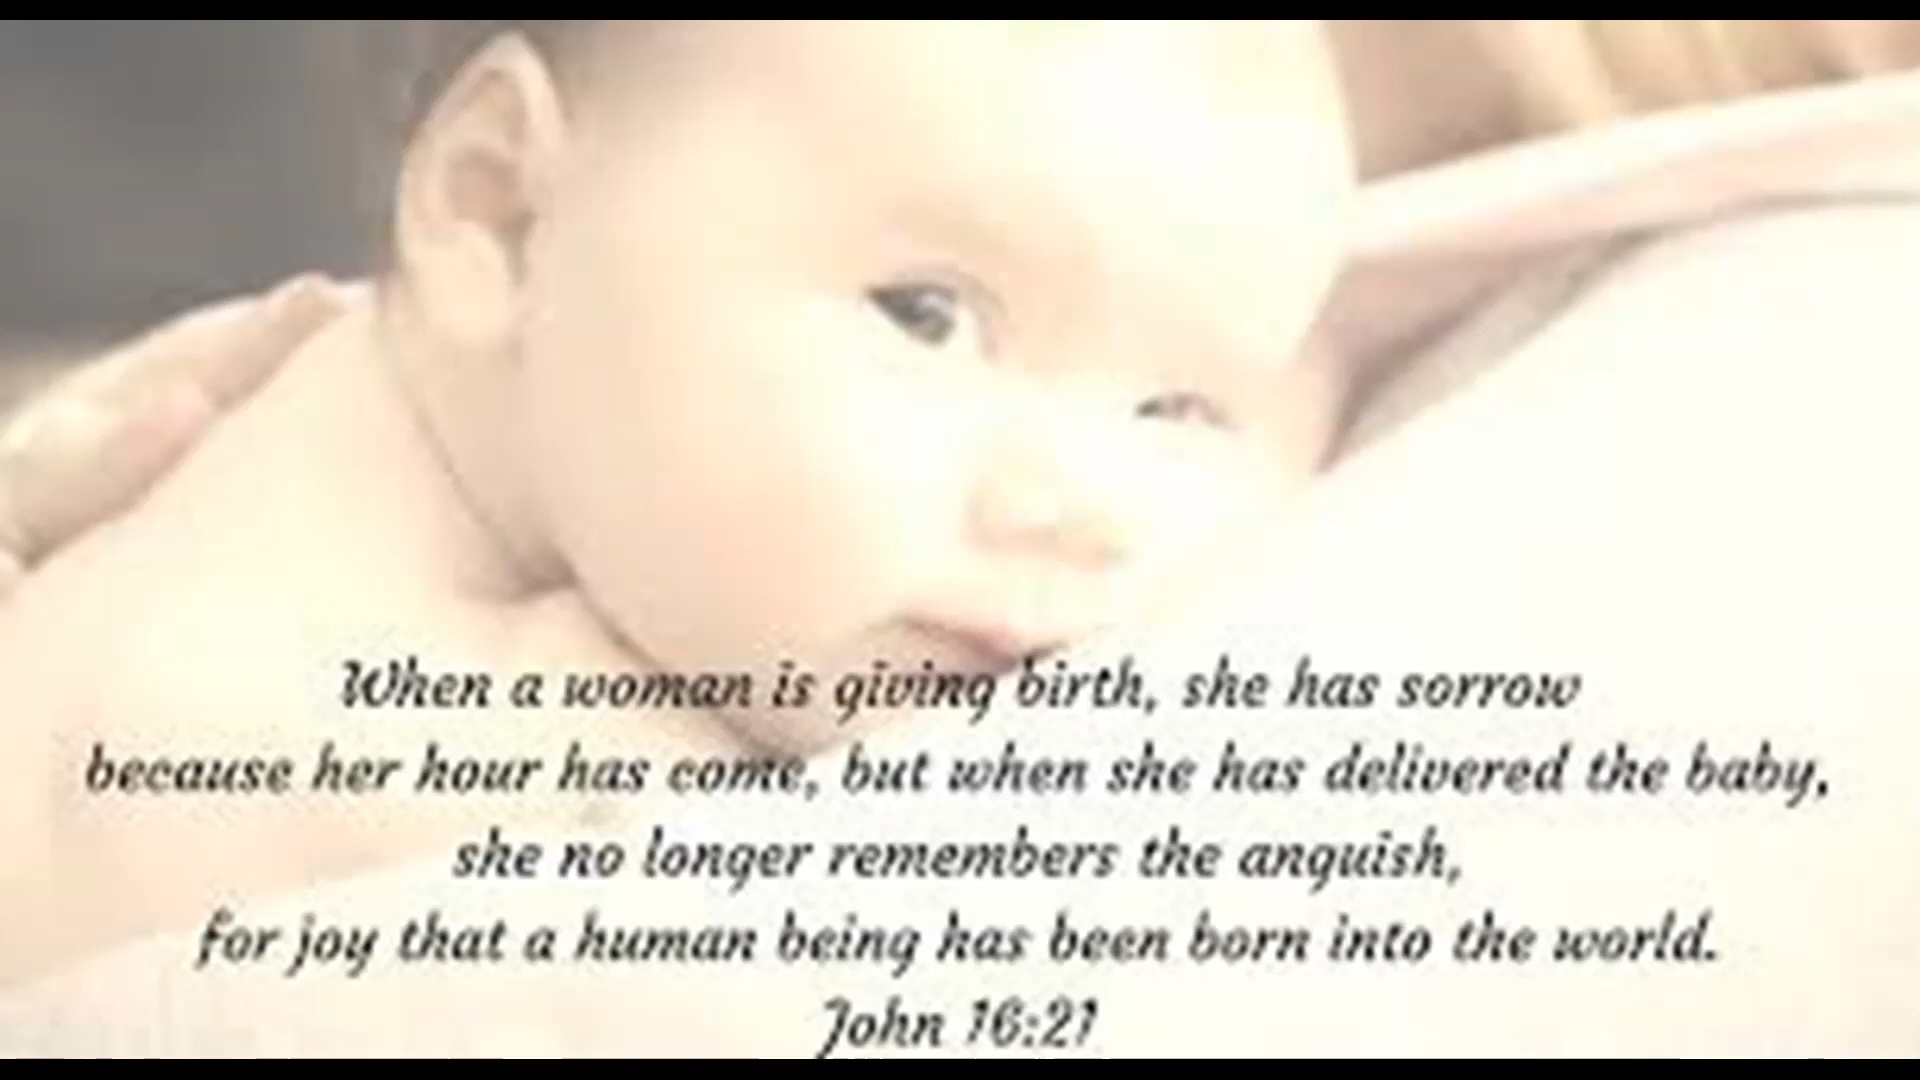 When a woman is giving birth, she has sorrow
because her hour has come, but when she has delivered the baby,
she no longer remembers the anguish,
for joy that a human being has been born into the world.
John 16:21